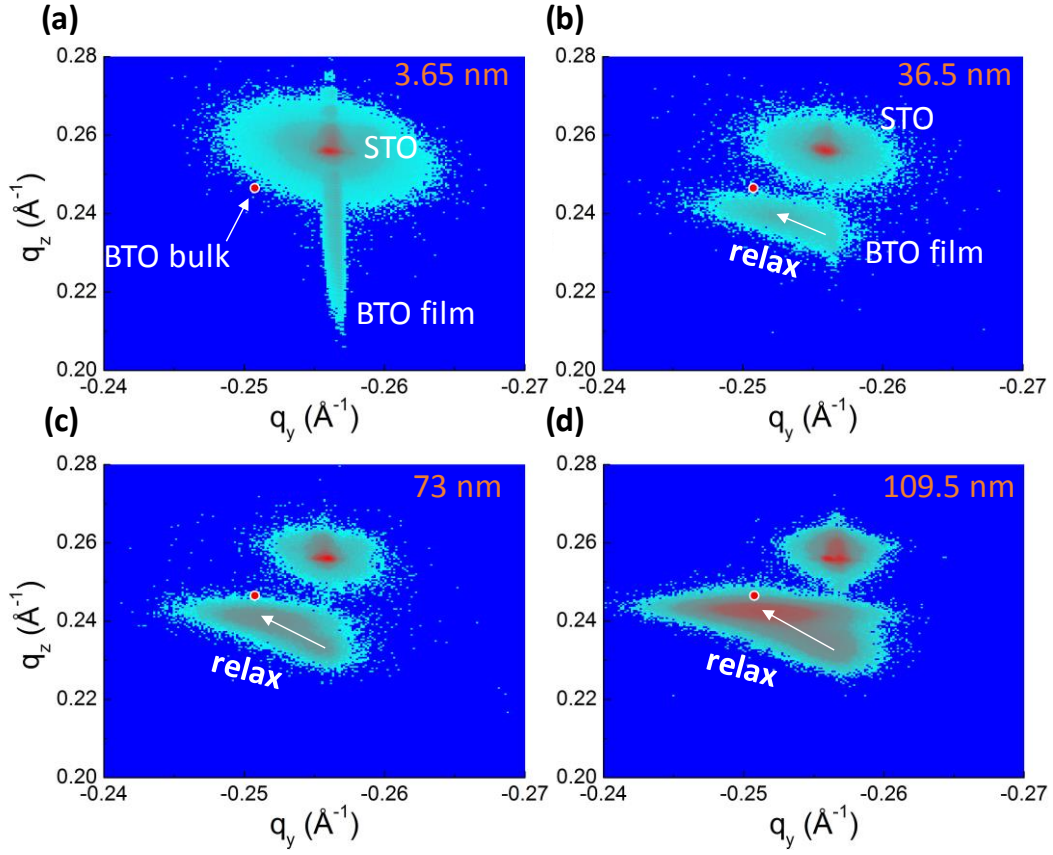 (a)
3.65 nm
STO
BTO bulk
BTO film
0.28
0.26
0.24
0.22
0.20
-0.24
-0.25
-0.26
-0.27
q_z (Å⁻¹)
q_y (Å⁻¹)
(b)
36.5 nm
STO
relax
BTO film
0.28
0.26
0.24
0.22
0.20
-0.24
-0.25
-0.26
-0.27
q_y (Å⁻¹)
(c)
73 nm
relax
0.28
0.26
0.24
0.22
0.20
-0.24
-0.25
-0.26
-0.27
q_z (Å⁻¹)
q_y (Å⁻¹)
(d)
109.5 nm
relax
0.28
0.26
0.24
0.22
0.20
-0.24
-0.25
-0.26
-0.27
q_y (Å⁻¹)